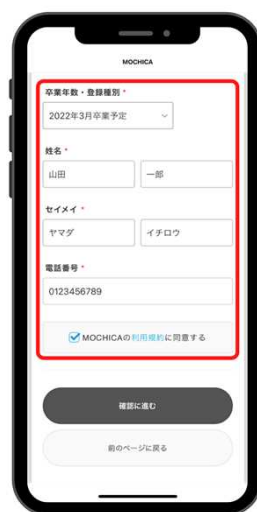 MOCHICA
卒業年数・登録種別 *
2022年3月卒業予定
姓名 *
山田 一郎
セイメイ *
ヤマダ イチロウ
電話番号 *
0123456789
MOCHICAの利用規約に同意する
確認に進む
前のページに戻る